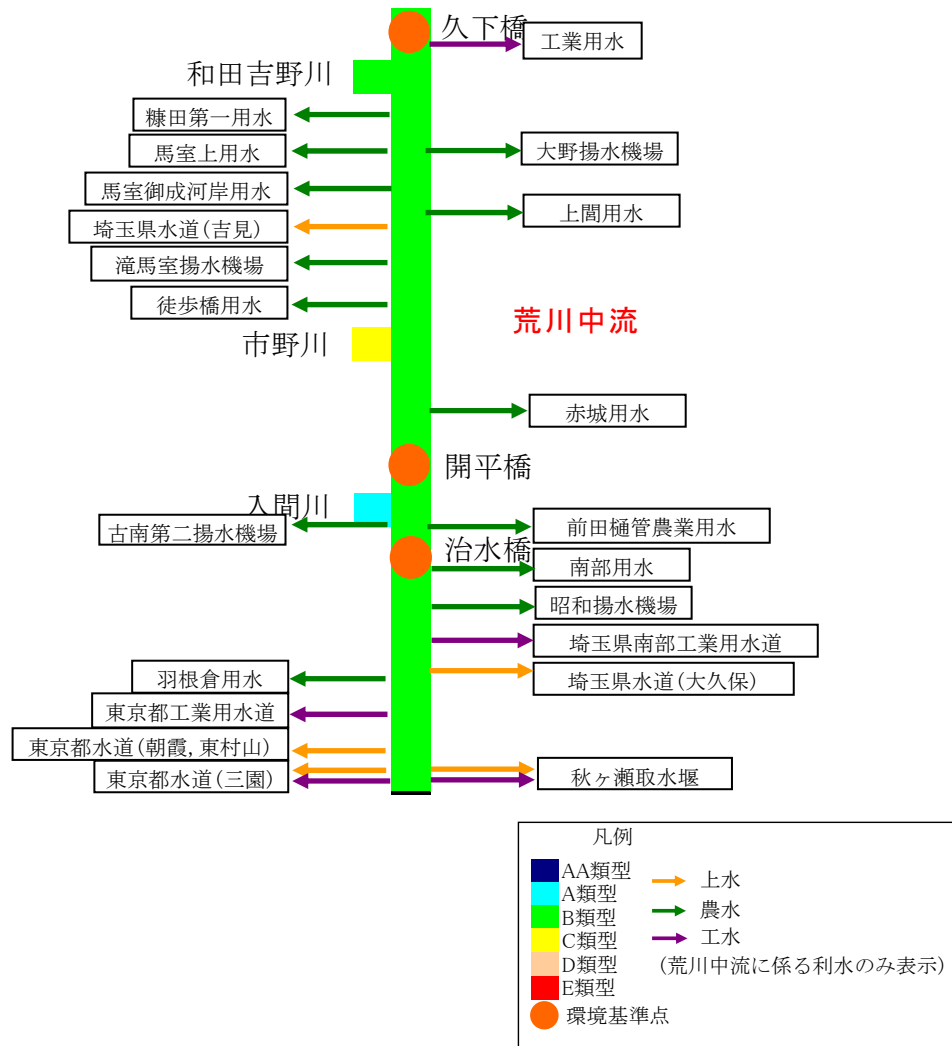 久下橋
工業用水
和田吉野川
糠田第一用水
馬室上用水
大野揚水機場
馬室御成河岸用水
上閭用水
埼玉県水道(吉見)
滝馬室揚水機場
徒歩橋用水
荒川中流
市野川
赤城用水
開平橋
入間川
古南第二揚水機場
前田樋管農業用水
治水橋
南部用水
昭和揚水機場
埼玉県南部工業用水道
羽根倉用水
埼玉県水道(大久保)
東京都工業用水道
東京都水道(朝霞,東村山)
東京都水道(三園)
秋ヶ瀬取水堰
凡例
AA類型
A類型
B類型
C類型
D類型
E類型
環境基準点
上水
農水
工水
(荒川中流に係る利水のみ表示)